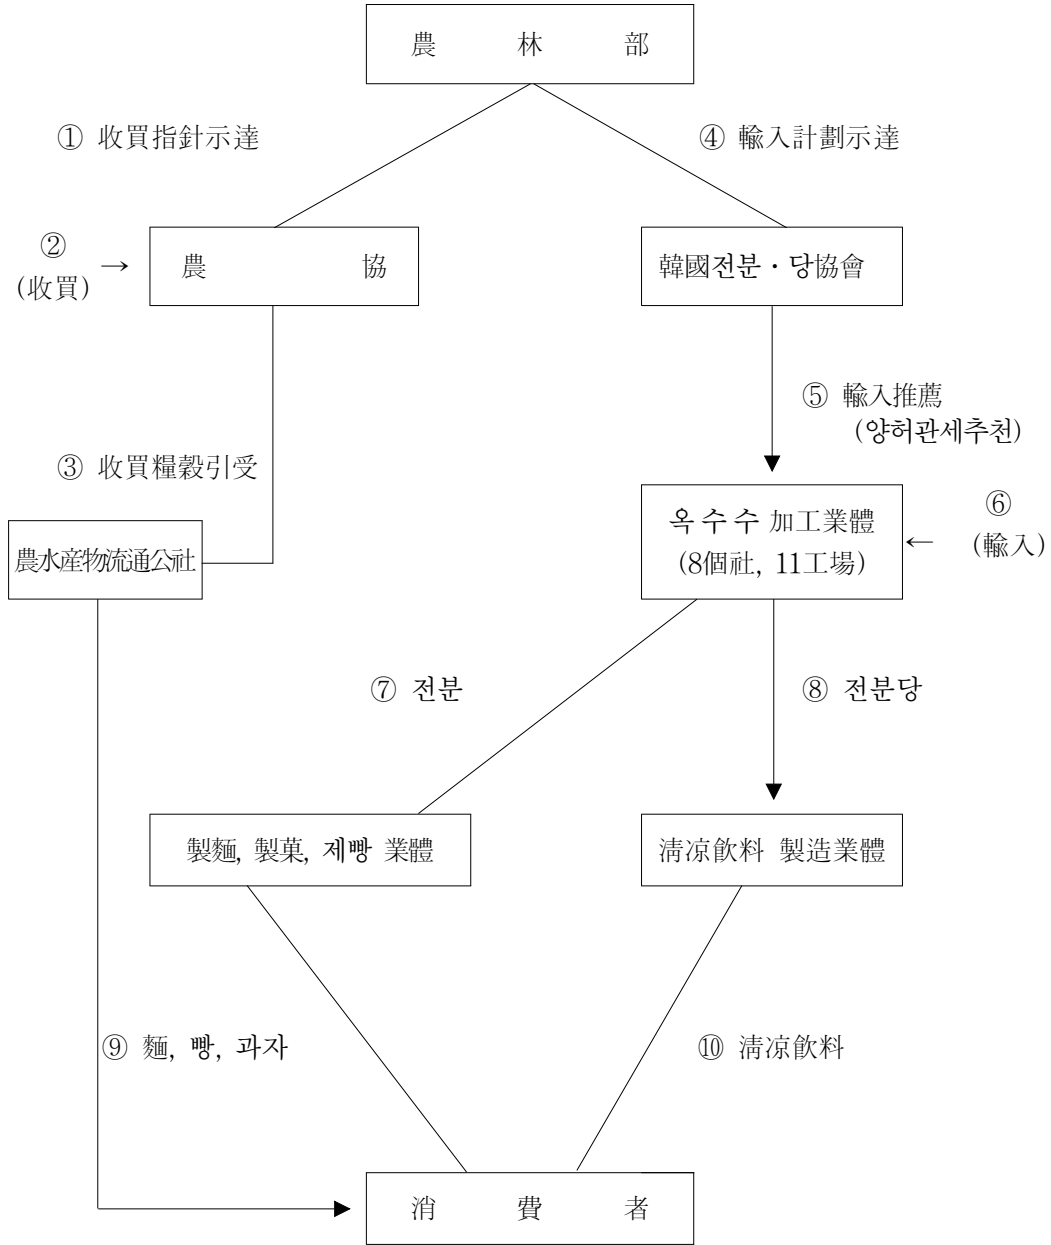 農 林 部
① 收買指針示達
④ 輸入計劃示達
②
(收買)
→
農 協
韓國전분・당協會
⑤ 輸入推薦
(양허관세추천)
③ 收買糧穀引受
農水産物流通公社
옥수수 加工業體
(8個社, 11工場)
←
⑥
(輸入)
⑦ 전분
⑧ 전분당
製麵, 製菓, 제빵 業體
淸凉飮料 製造業體
⑨ 麵, 빵, 과자
⑩ 淸凉飮料
消 費 者